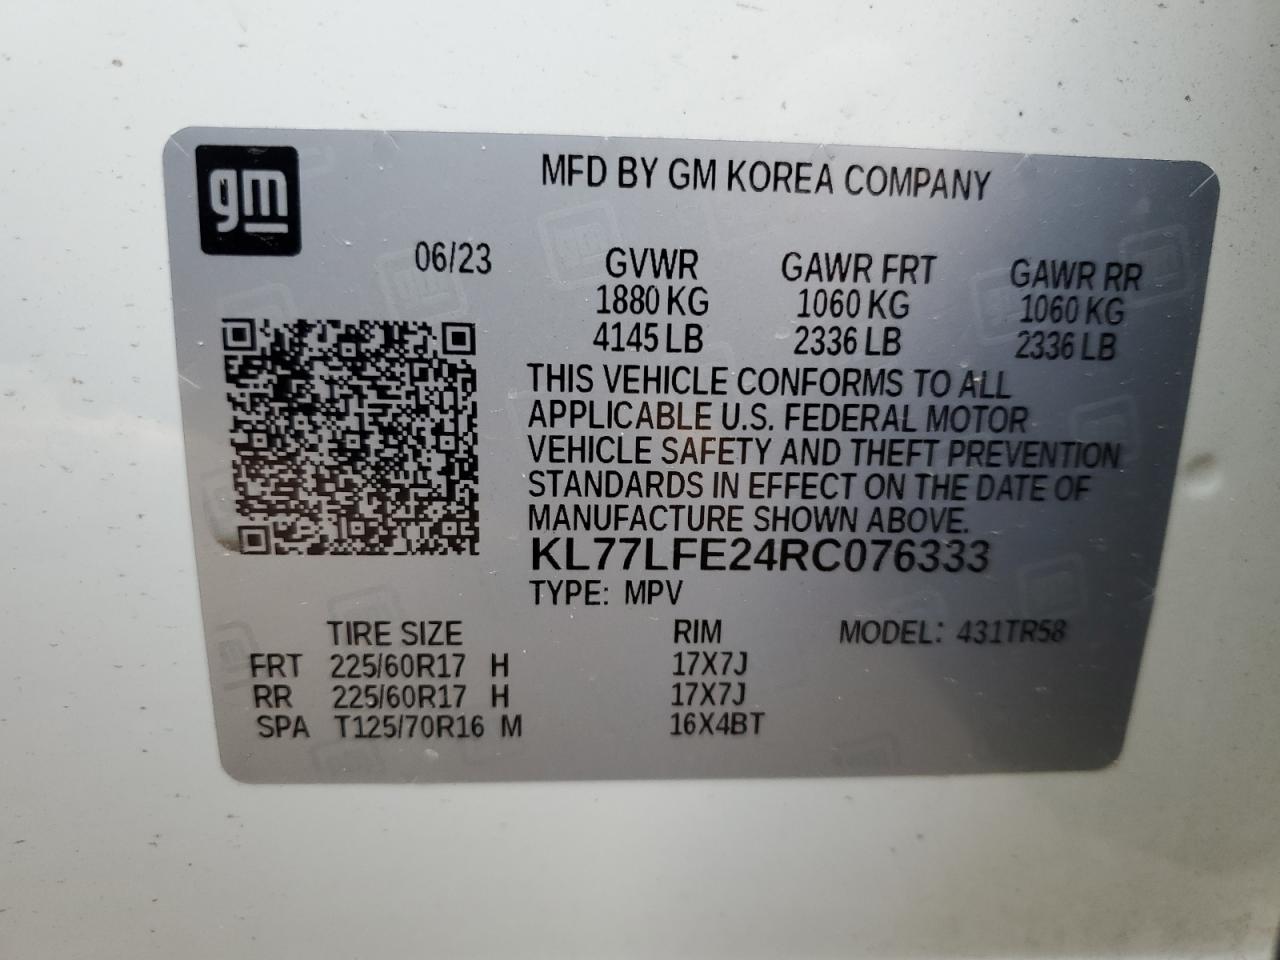 gm
MFD BY GM KOREA COMPANY
06/23
GVWR GAWR FRT GAWR RR
1880 KG 1060 KG 1060 KG
4145 LB 2336 LB 2336 LB
THIS VEHICLE CONFORMS TO ALL
APPLICABLE U.S. FEDERAL MOTOR
VEHICLE SAFETY AND THEFT PREVENTION
STANDARDS IN EFFECT ON THE DATE OF
MANUFACTURE SHOWN ABOVE.
KL77LFE24RC076333
TYPE: MPV
TIRE SIZE RIM MODEL: 431TR58
FRT 225/60R17 H 17X7J
RR 225/60R17 H 17X7J
SPA T125/70R16 M 16X4BT